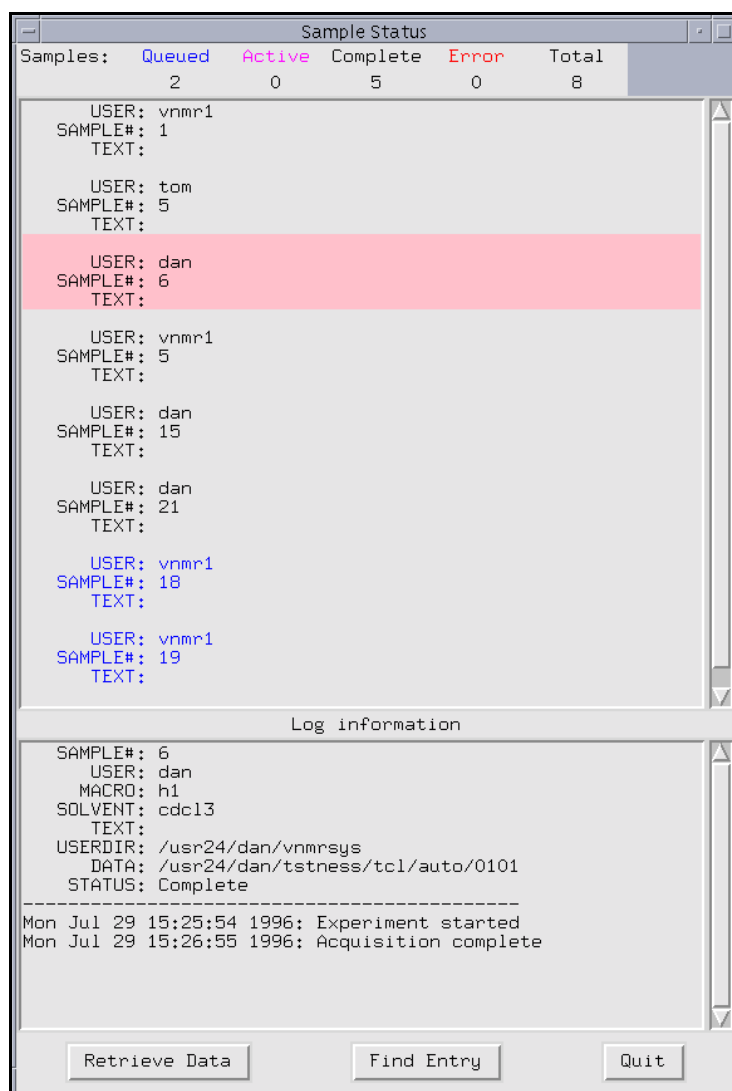 Sample Status
Samples: Queued Active Complete Error Total
2 0 5 0 8
USER: vnmr1
SAMPLE#: 1
TEXT:
USER: tom
SAMPLE#: 5
TEXT:
USER: dan
SAMPLE#: 6
TEXT:
USER: vnmr1
SAMPLE#: 5
TEXT:
USER: dan
SAMPLE#: 15
TEXT:
USER: dan
SAMPLE#: 21
TEXT:
USER: vnmr1
SAMPLE#: 18
TEXT:
USER: vnmr1
SAMPLE#: 19
TEXT:
Log information
SAMPLE#: 6
USER: dan
MACRO: h1
SOLVENT: cdcl3
TEXT:
USERDIR: /usr24/dan/vnmrsys
DATA: /usr24/dan/tstness/tcl/auto/0101
STATUS: Complete
--------------------------------------------
Mon Jul 29 15:25:54 1996: Experiment started
Mon Jul 29 15:26:55 1996: Acquisition complete
Retrieve Data Find Entry Quit